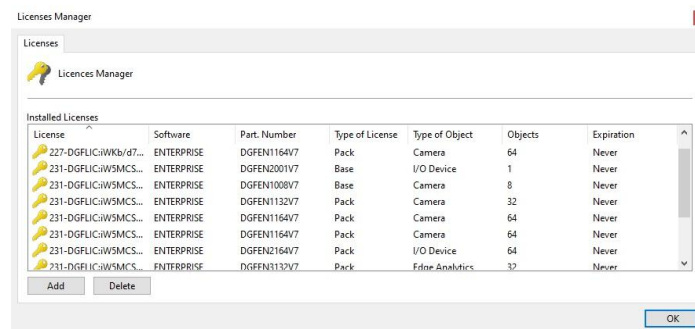 Licenses Manager
Licenses
Licences Manager
Installed Licenses
License Software Part. Number Type of License Type of Object Objects Expiration
227-DGFLIC:iWKb/d7... ENTERPRISE DGFEN1164V7 Pack Camera 64 Never
231-DGFLIC:iW5MCS... ENTERPRISE DGFEN2001V7 Base I/O Device 1 Never
231-DGFLIC:iW5MCS... ENTERPRISE DGFEN1008V7 Base Camera 8 Never
231-DGFLIC:iW5MCS... ENTERPRISE DGFEN1132V7 Pack Camera 32 Never
231-DGFLIC:iW5MCS... ENTERPRISE DGFEN1164V7 Pack Camera 64 Never
231-DGFLIC:iW5MCS... ENTERPRISE DGFEN1164V7 Pack Camera 64 Never
231-DGFLIC:iW5MCS... ENTERPRISE DGFEN2164V7 Pack I/O Device 64 Never
231-DGFLIC:iW5MCS... ENTERPRISE DGFEN3132V7 Pack Edge Analytics 32 Never
Add Delete
OK